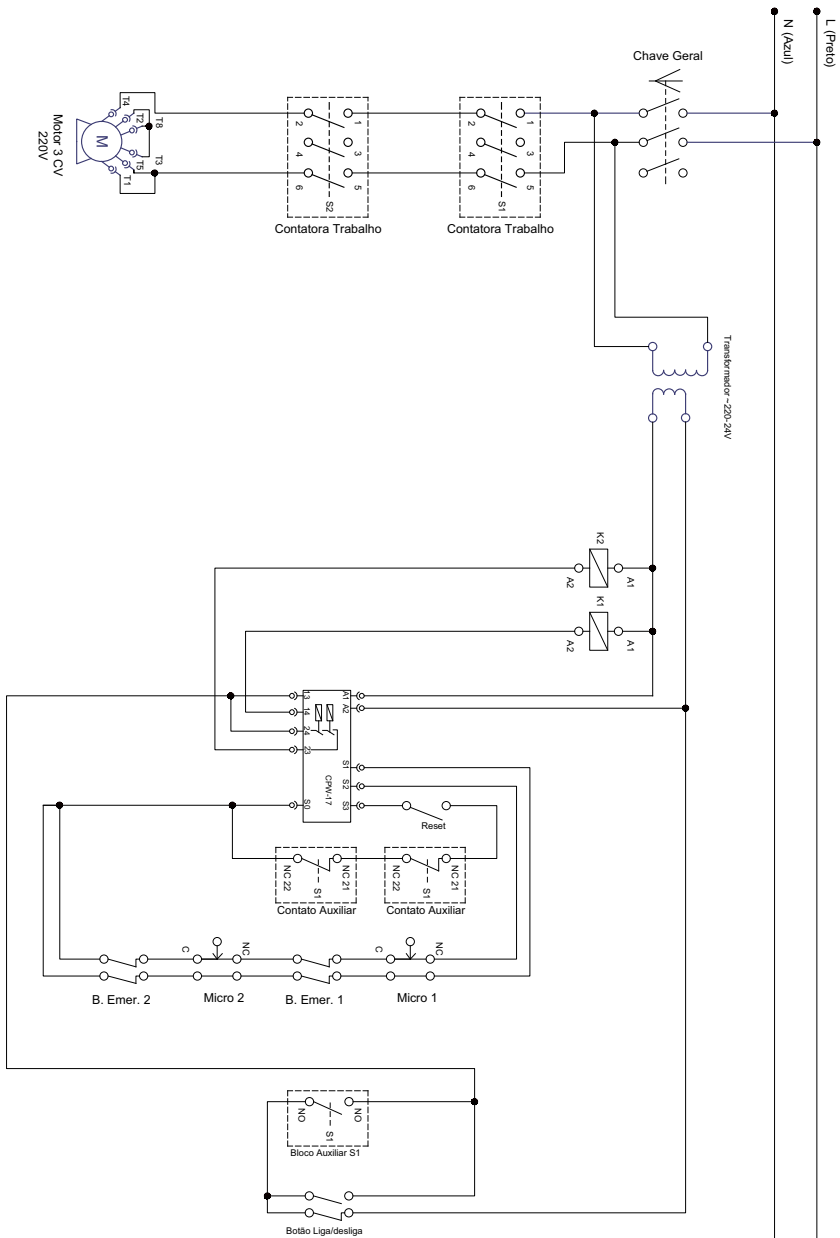 L (Preto)
N (Azul)
Chave Geral
1
2
3
4
5
6
S1
Contatora Trabalho
1
2
3
4
5
6
S2
Contatora Trabalho
T4
T2
T8
T5
T3
T1
M
Motor 3 CV
220V
Transformador ~220-24V
K2
A2
A1
K1
A2
A1
13
14
24
23
S0
A1
A2
S1
S2
S3
CPW-17
Reset
NC 22
NC 21
S1
Contato Auxiliar
NC 22
NC 21
S1
Contato Auxiliar
C
NC
C
NC
B. Emer. 2
Micro 2
B. Emer. 1
Micro 1
NO
NO
S1
Bloco Auxiliar S1
Botão Liga/desliga